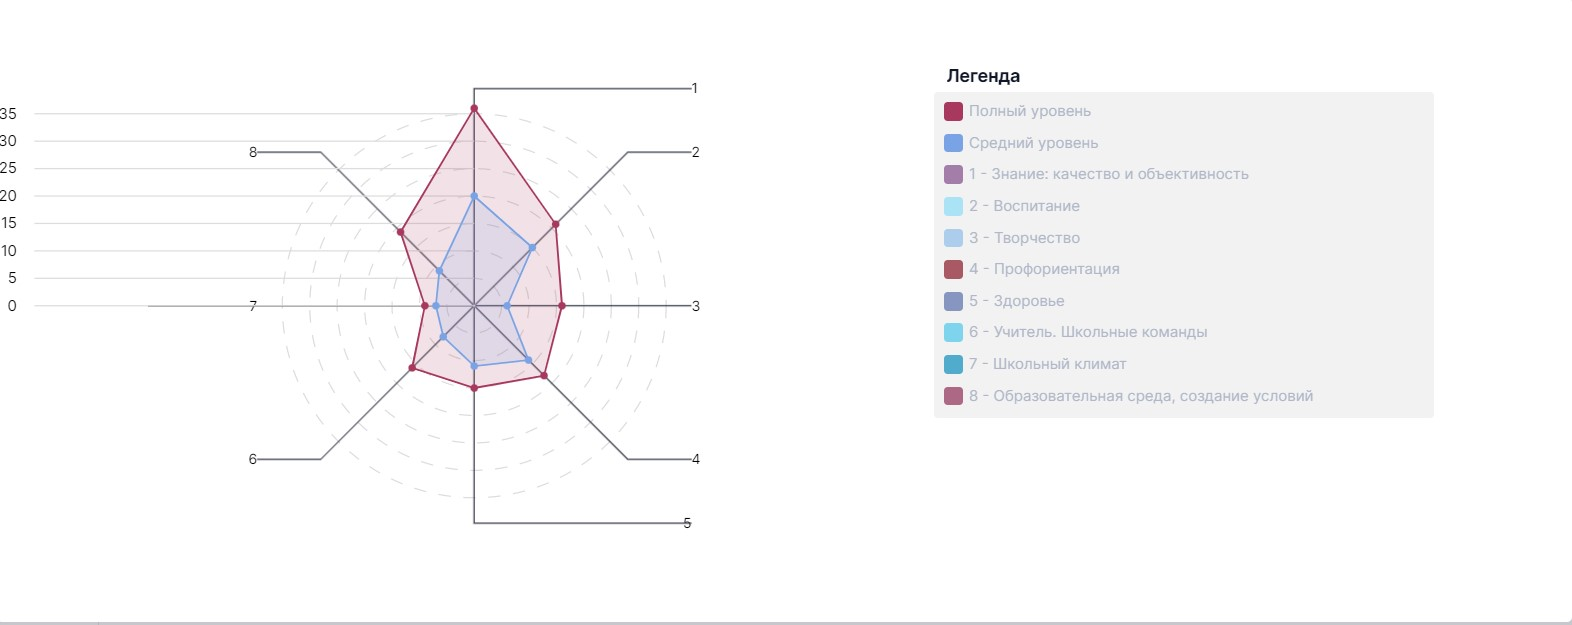 1
35
8
2
30
25
20
15
10
5
0
7
3
6
4
5
Легенда
Полный уровень
Средний уровень
1 - Знание: качество и объективность
2 - Воспитание
3 - Творчество
4 - Профориентация
5 - Здоровье
6 - Учитель. Школьные команды
7 - Школьный климат
8 - Образовательная среда, создание условий